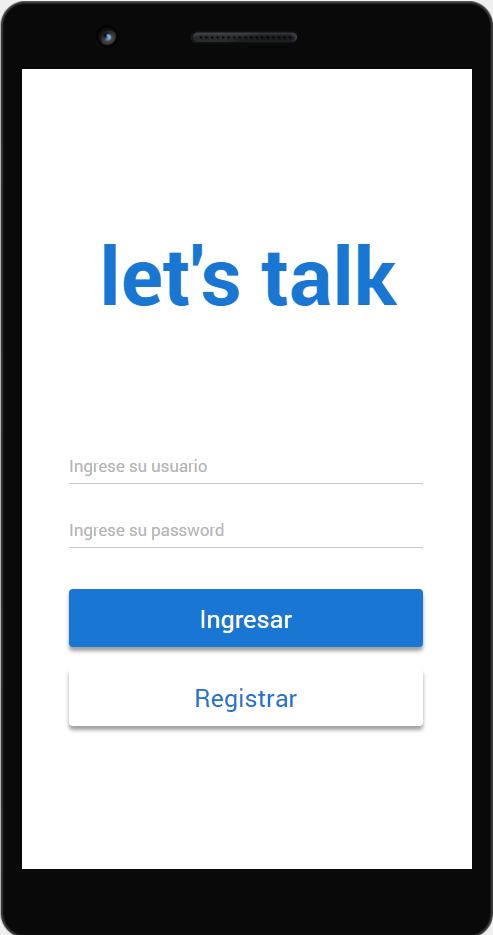 let's talk
Ingrese su usuario
Ingrese su password
Ingresar
Registrar